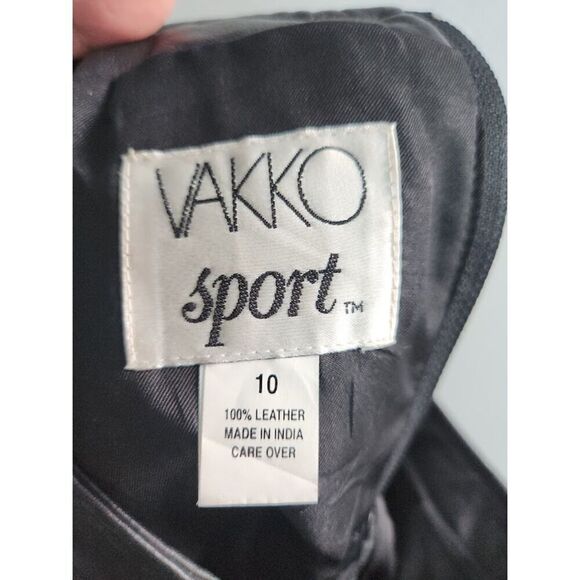 VAKKO
sport™
10
100% LEATHER
MADE IN INDIA
CARE OVER